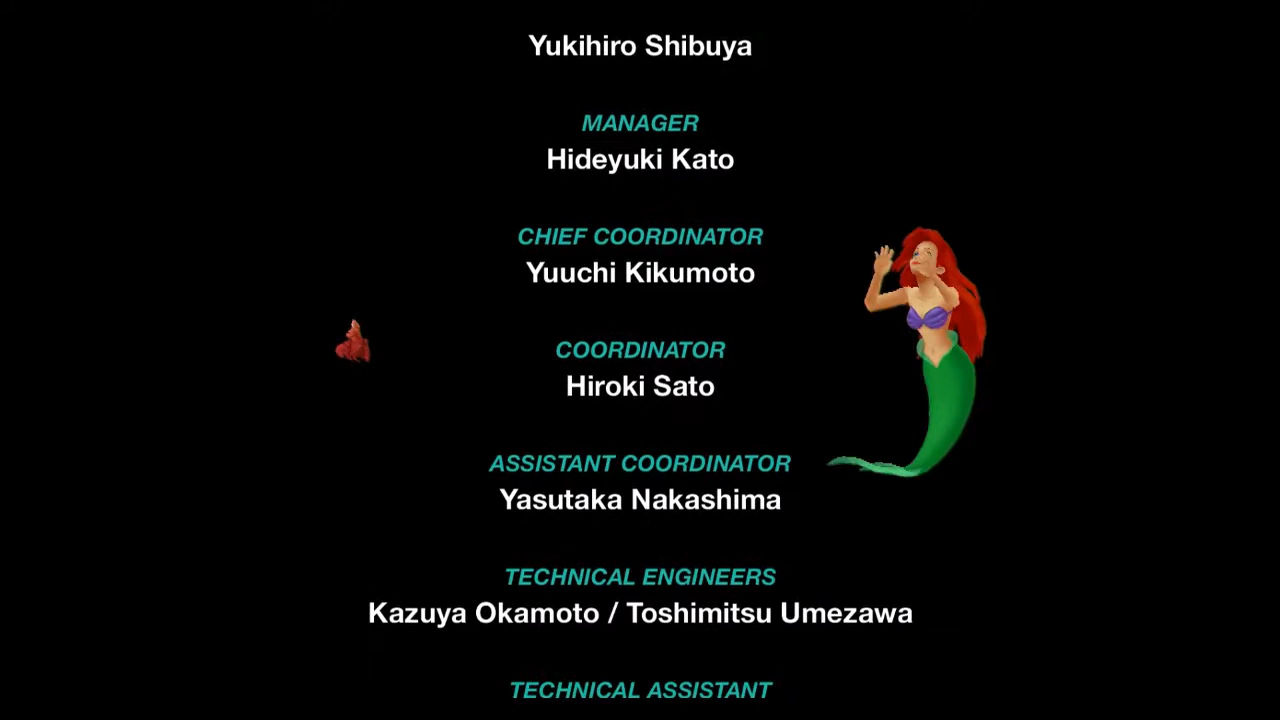 Yukihiro Shibuya
MANAGER
Hideyuki Kato
CHIEF COORDINATOR
Yuuchi Kikumoto
COORDINATOR
Hiroki Sato
ASSISTANT COORDINATOR
Yasutaka Nakashima
TECHNICAL ENGINEERS
Kazuya Okamoto / Toshimitsu Umezawa
TECHNICAL ASSISTANT